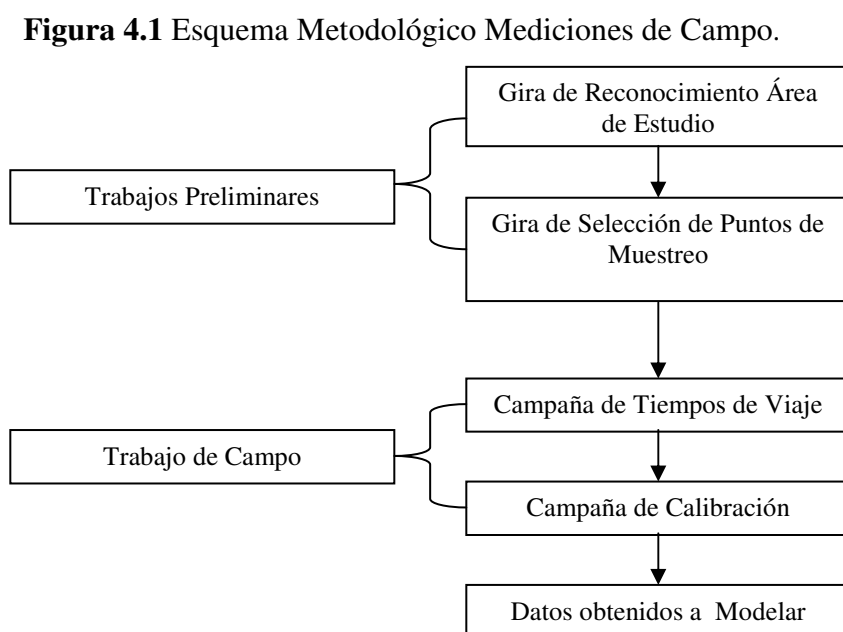 Figura 4.1 Esquema Metodológico Mediciones de Campo.
Gira de Reconocimiento Área
de Estudio
Trabajos Preliminares
Gira de Selección de Puntos de
Muestreo
Campaña de Tiempos de Viaje
Trabajo de Campo
Campaña de Calibración
Datos obtenidos a Modelar